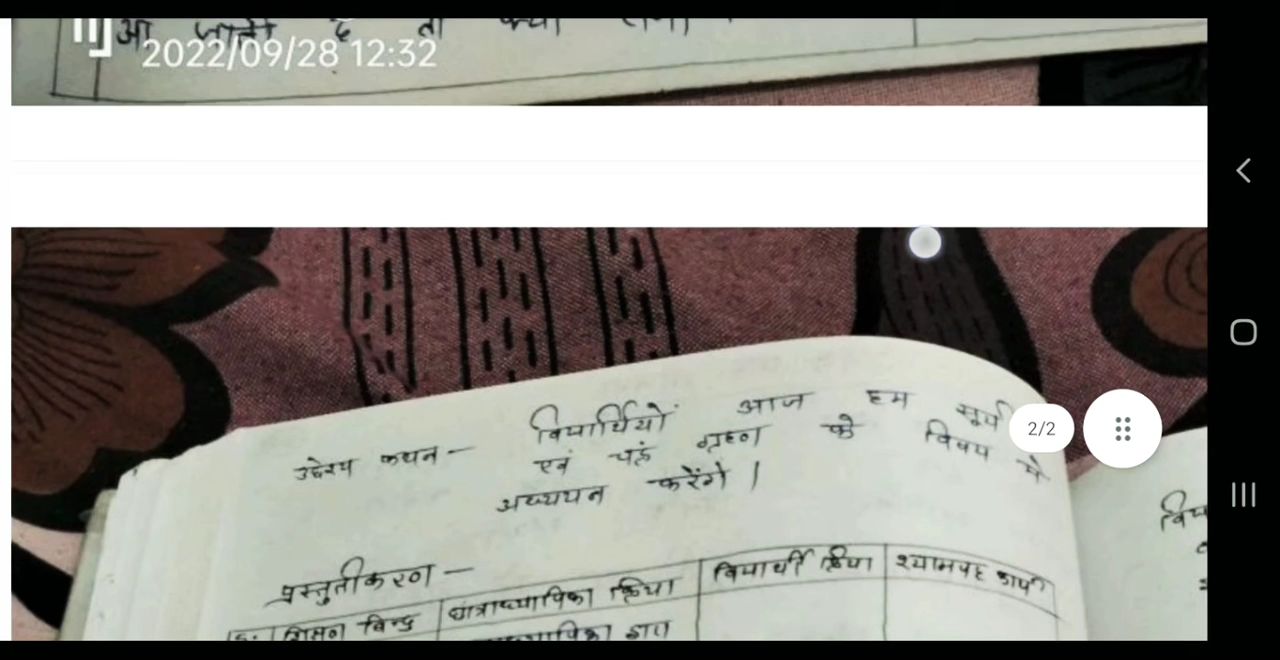 2022/09/28 12:32
विद्यार्थियों आज हम सूर्य
उद्देश्य कथन - एवं चन्द्र ग्रहण के विषय मे
अध्ययन करेंगे।
2/2
प्रस्तुतीकरण -
शिक्षण बिन्दु छात्राध्यापिका क्रिया विद्यार्थी क्रिया श्यामपट्ट कार्य